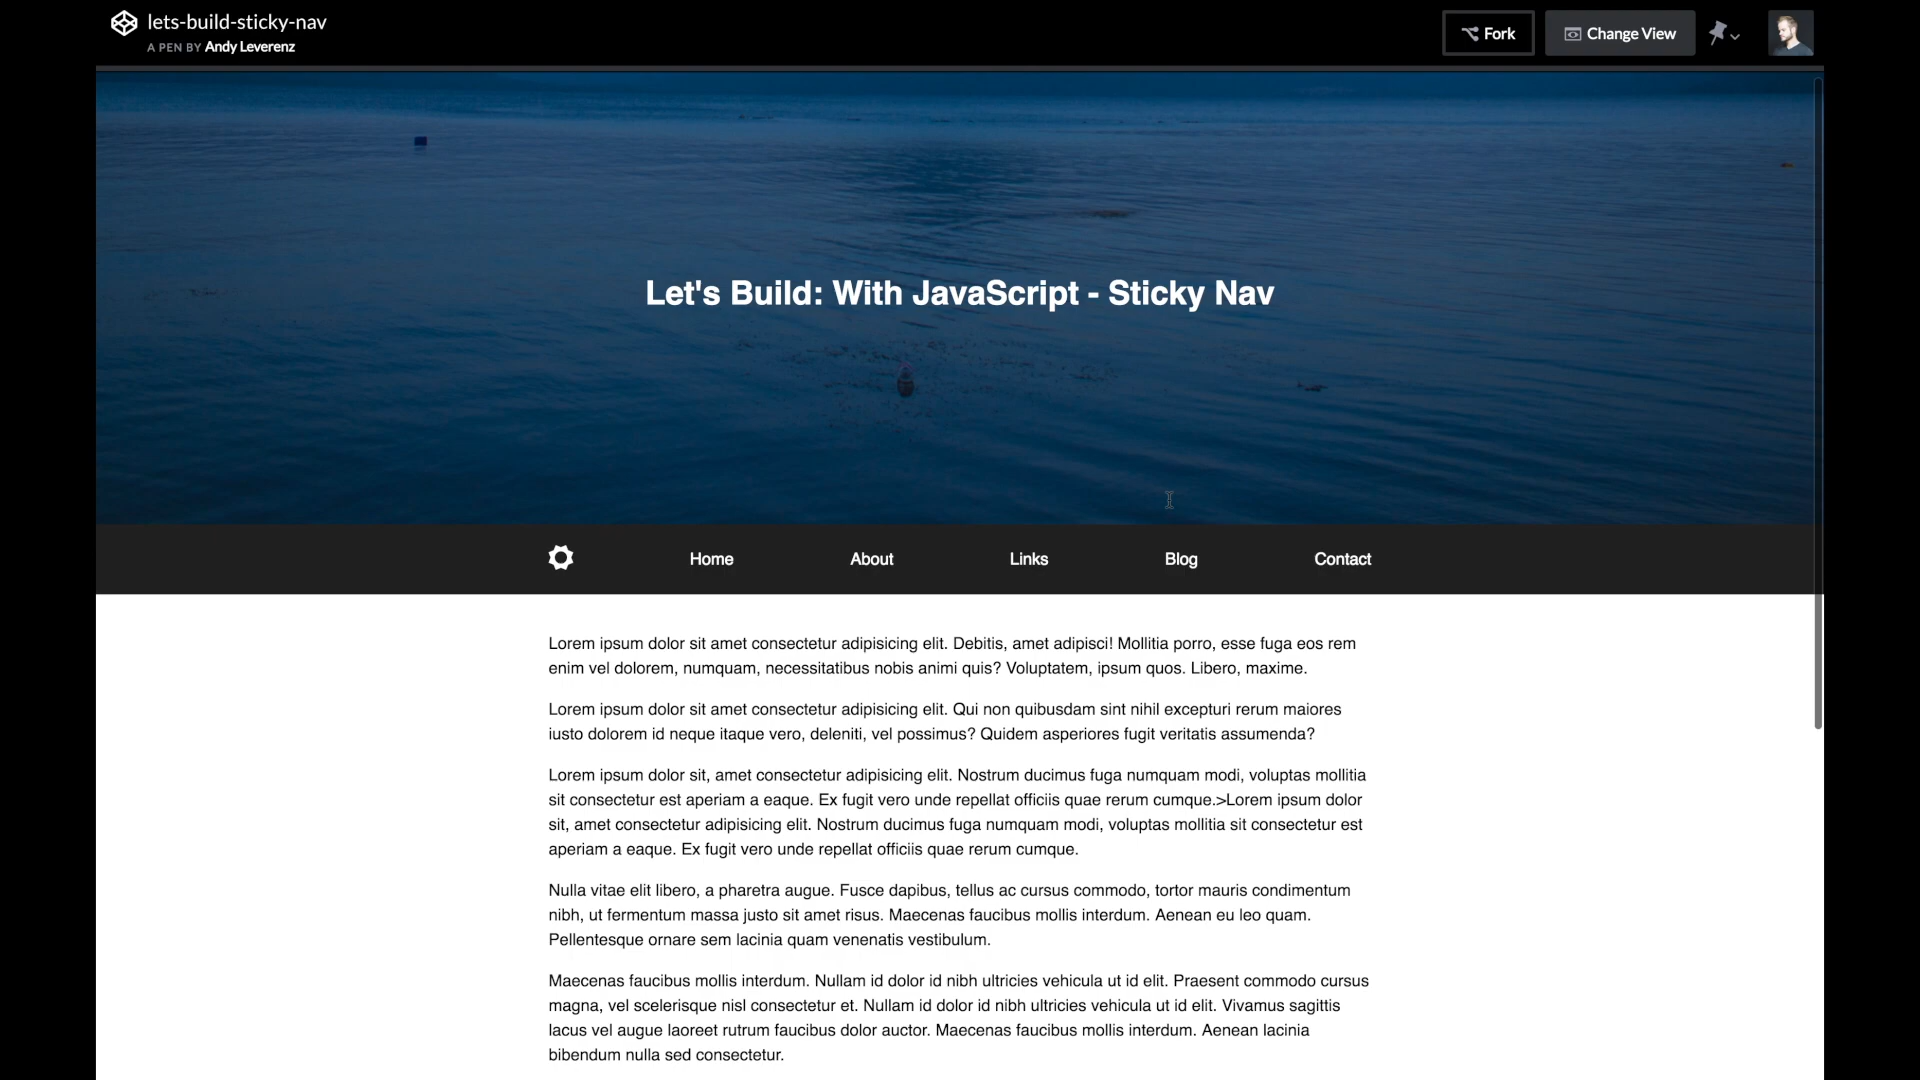 lets-build-sticky-nav
A PEN BY Andy Leverenz
Fork
Change View
Let's Build: With JavaScript - Sticky Nav
Home About Links Blog Contact
Lorem ipsum dolor sit amet consectetur adipisicing elit. Debitis, amet adipisci! Mollitia porro, esse fuga eos rem
enim vel dolorem, numquam, necessitatibus nobis animi quis? Voluptatem, ipsum quos. Libero, maxime.
Lorem ipsum dolor sit amet consectetur adipisicing elit. Qui non quibusdam sint nihil excepturi rerum maiores
iusto dolorem id neque itaque vero, deleniti, vel possimus? Quidem asperiores fugit veritatis assumenda?
Lorem ipsum dolor sit, amet consectetur adipisicing elit. Nostrum ducimus fuga numquam modi, voluptas mollitia
sit consectetur est aperiam a eaque. Ex fugit vero unde repellat officiis quae rerum cumque.>Lorem ipsum dolor
sit, amet consectetur adipisicing elit. Nostrum ducimus fuga numquam modi, voluptas mollitia sit consectetur est
aperiam a eaque. Ex fugit vero unde repellat officiis quae rerum cumque.
Nulla vitae elit libero, a pharetra augue. Fusce dapibus, tellus ac cursus commodo, tortor mauris condimentum
nibh, ut fermentum massa justo sit amet risus. Maecenas faucibus mollis interdum. Aenean eu leo quam.
Pellentesque ornare sem lacinia quam venenatis vestibulum.
Maecenas faucibus mollis interdum. Nullam id dolor id nibh ultricies vehicula ut id elit. Praesent commodo cursus
magna, vel scelerisque nisl consectetur et. Nullam id dolor id nibh ultricies vehicula ut id elit. Vivamus sagittis
lacus vel augue laoreet rutrum faucibus dolor auctor. Maecenas faucibus mollis interdum. Aenean lacinia
bibendum nulla sed consectetur.